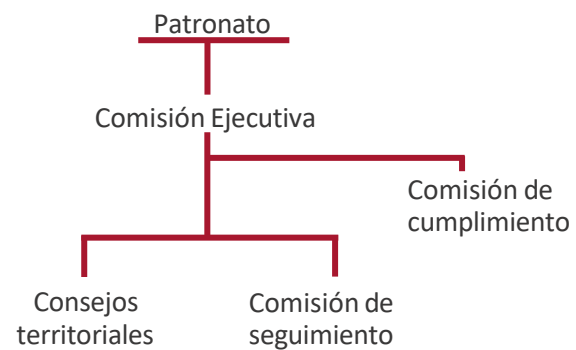 Patronato
Comisión Ejecutiva
Comisión de
cumplimiento
Consejos
territoriales
Comisión de
seguimiento